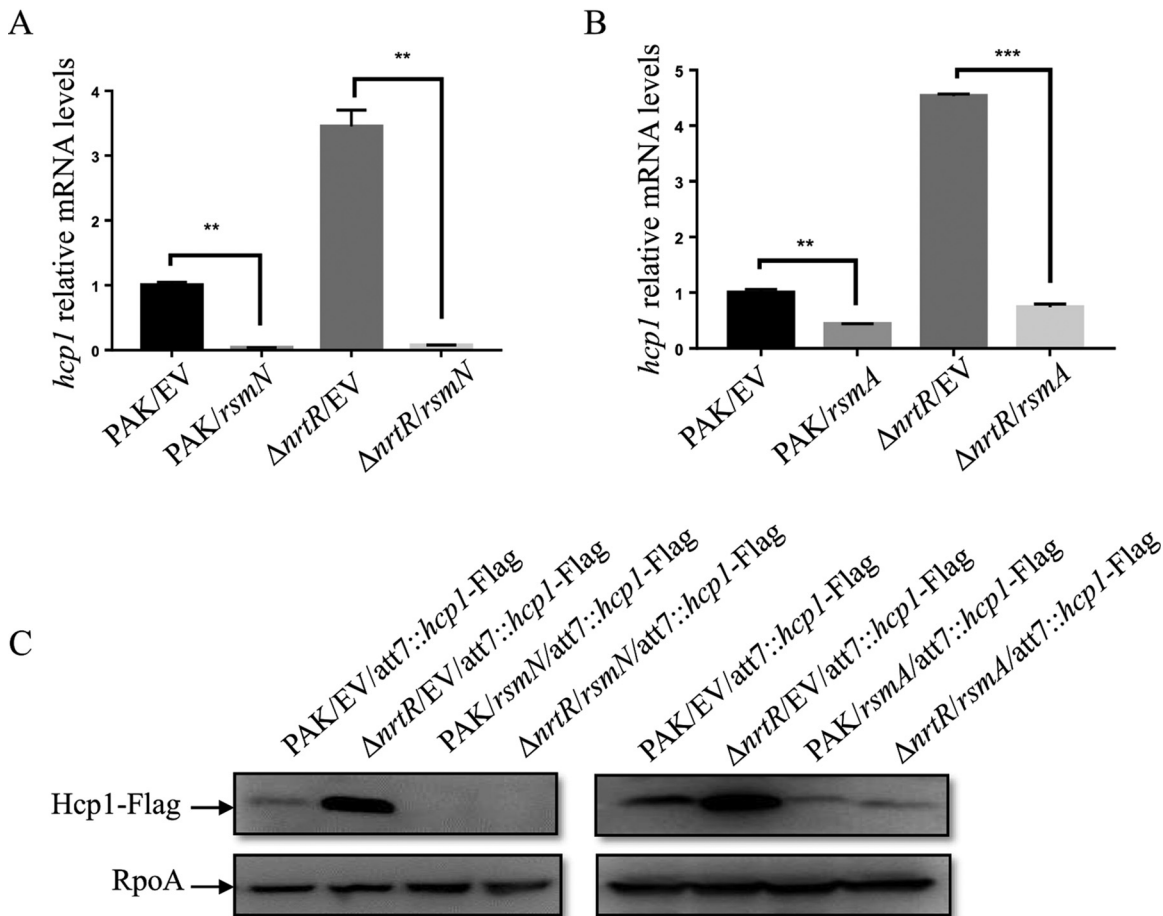 A
hcp1 relative mRNA levels
4
3
2
1
0
**
**
PAK/EV
PAK/rsmN
ΔnrtR/EV
ΔnrtR/rsmN
B
hcp1 relative mRNA levels
5
4
3
2
1
0
**
***
PAK/EV
PAK/rsmA
ΔnrtR/EV
ΔnrtR/rsmA
C
PAK/EV/att7::hcp1-Flag
ΔnrtR/EV/att7::hcp1-Flag
PAK/rsmN/att7::hcp1-Flag
ΔnrtR/rsmN/att7::hcp1-Flag
PAK/EV/att7::hcp1-Flag
ΔnrtR/EV/att7::hcp1-Flag
PAK/rsmA/att7::hcp1-Flag
ΔnrtR/rsmA/att7::hcp1-Flag
Hcp1-Flag
RpoA